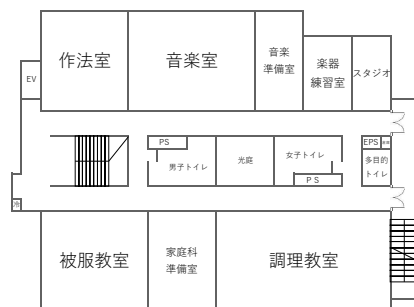 作法室
音楽室
音楽
準備室
楽器
練習室
スタジオ
EV
PS
EPS
男子トイレ
光庭
女子トイレ
PS
多目的
トイレ
被服教室
家庭科
準備室
調理教室